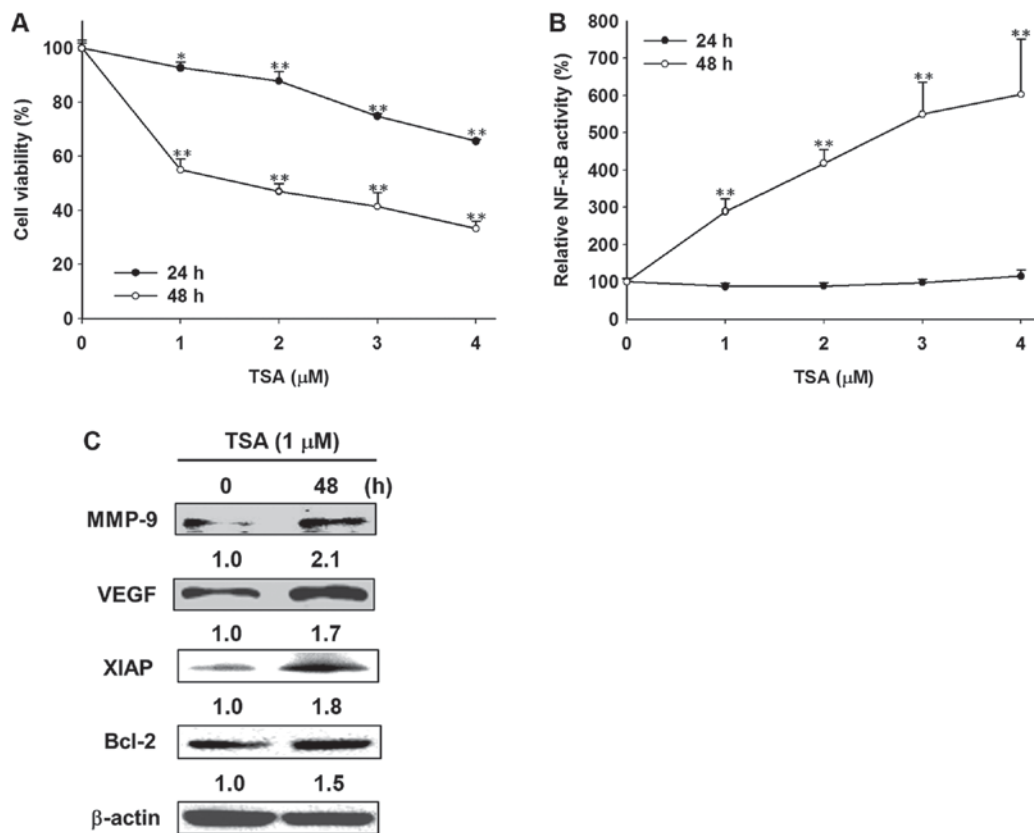 A
Cell viability (%)
100
80
60
40
20
0
*
**
**
**
**
**
**
**
24 h
48 h
0 1 2 3 4
TSA (μM)
B
Relative NF-κB activity (%)
800
700
600
500
400
300
200
100
0
24 h
48 h
**
**
**
**
0 1 2 3 4
TSA (μM)
C
TSA (1 μM)
0 48 (h)
MMP-9
1.0 2.1
VEGF
1.0 1.7
XIAP
1.0 1.8
Bcl-2
1.0 1.5
β-actin